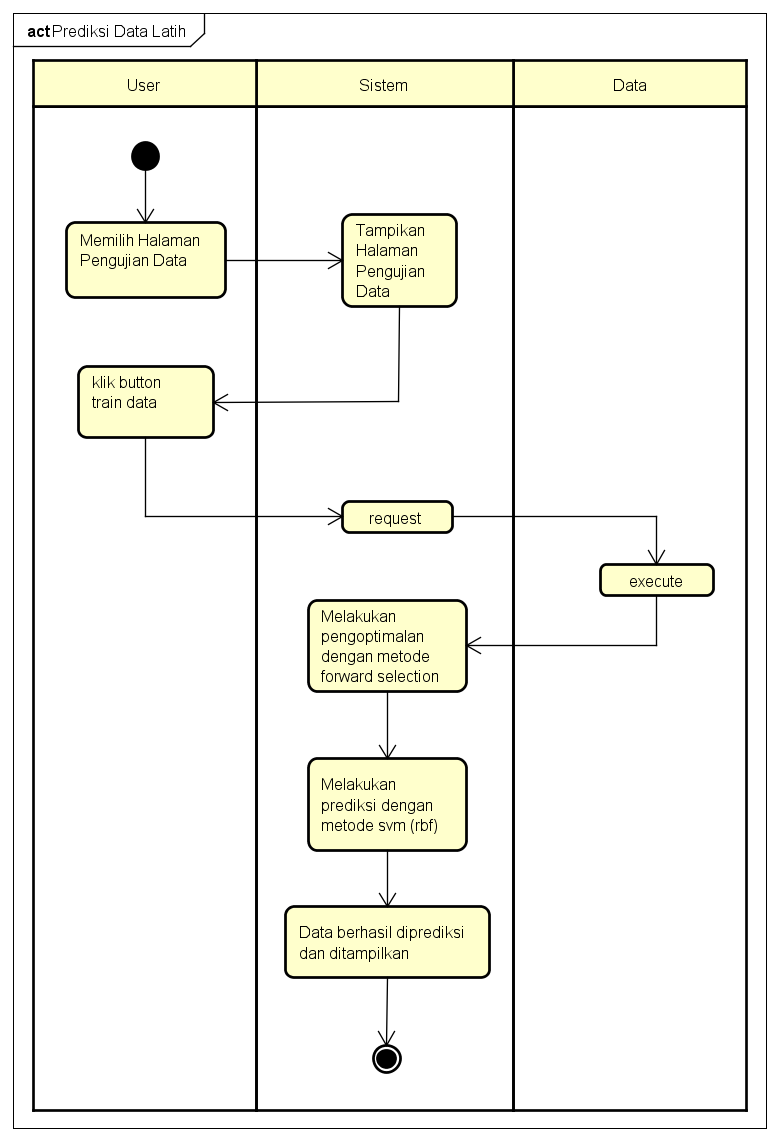 act Prediksi Data Latih
User
Sistem
Data
Memilih Halaman
Pengujian Data
Tampikan
Halaman
Pengujian
Data
klik button
train data
request
execute
Melakukan
pengoptimalan
dengan metode
forward selection
Melakukan
prediksi dengan
metode svm (rbf)
Data berhasil diprediksi
dan ditampilkan